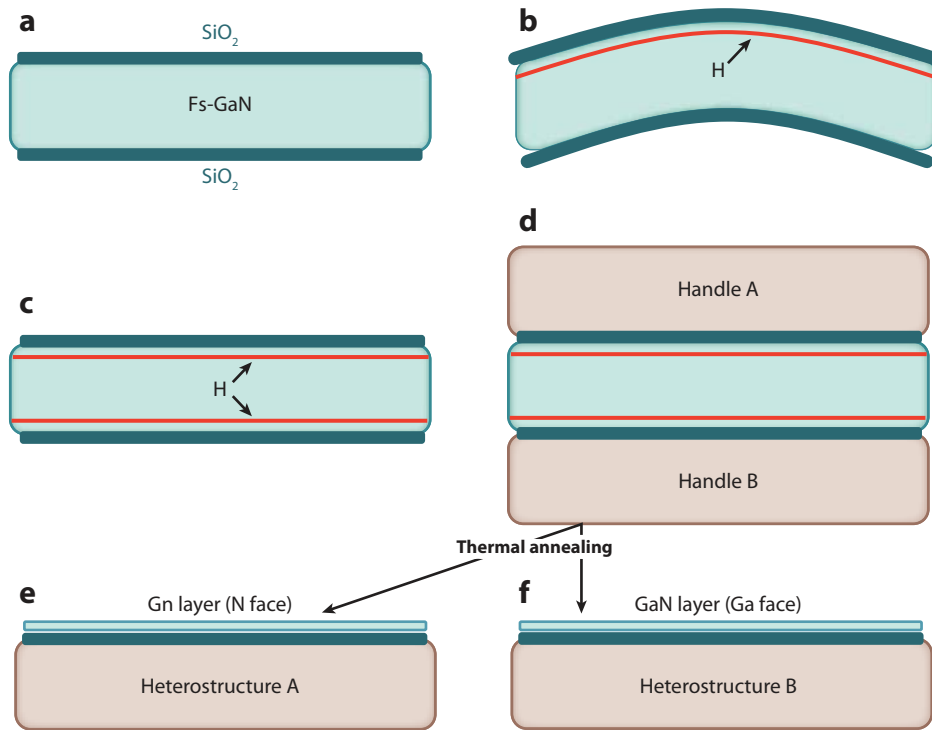 a
SiO₂
Fs-GaN
SiO₂
b
H
c
H
d
Handle A
Handle B
Thermal annealing
e
Gn layer (N face)
Heterostructure A
f
GaN layer (Ga face)
Heterostructure B